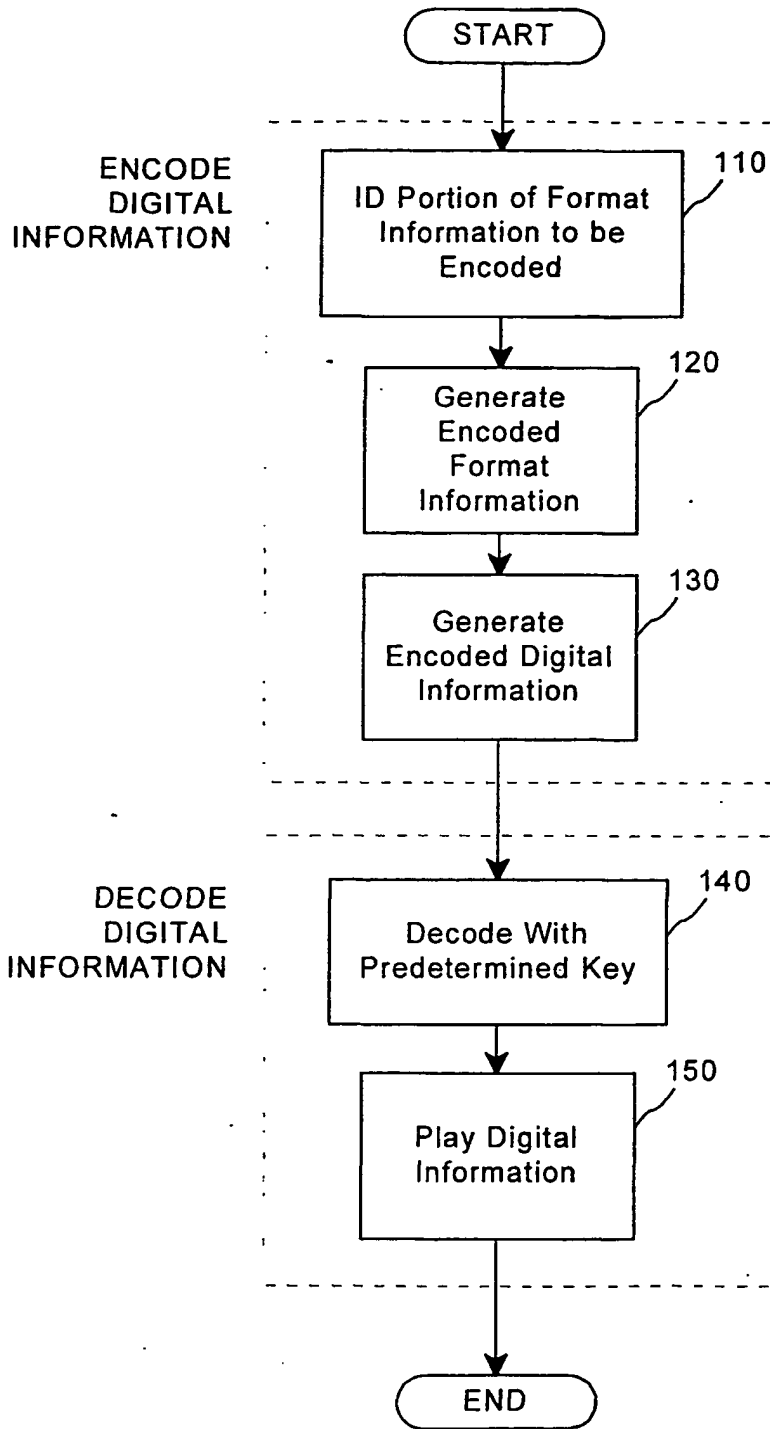 START
ENCODE
DIGITAL
INFORMATION
110
ID Portion of Format
Information to be
Encoded
120
Generate
Encoded
Format
Information
130
Generate
Encoded Digital
Information
DECODE
DIGITAL
INFORMATION
140
Decode With
Predetermined Key
150
Play Digital
Information
END